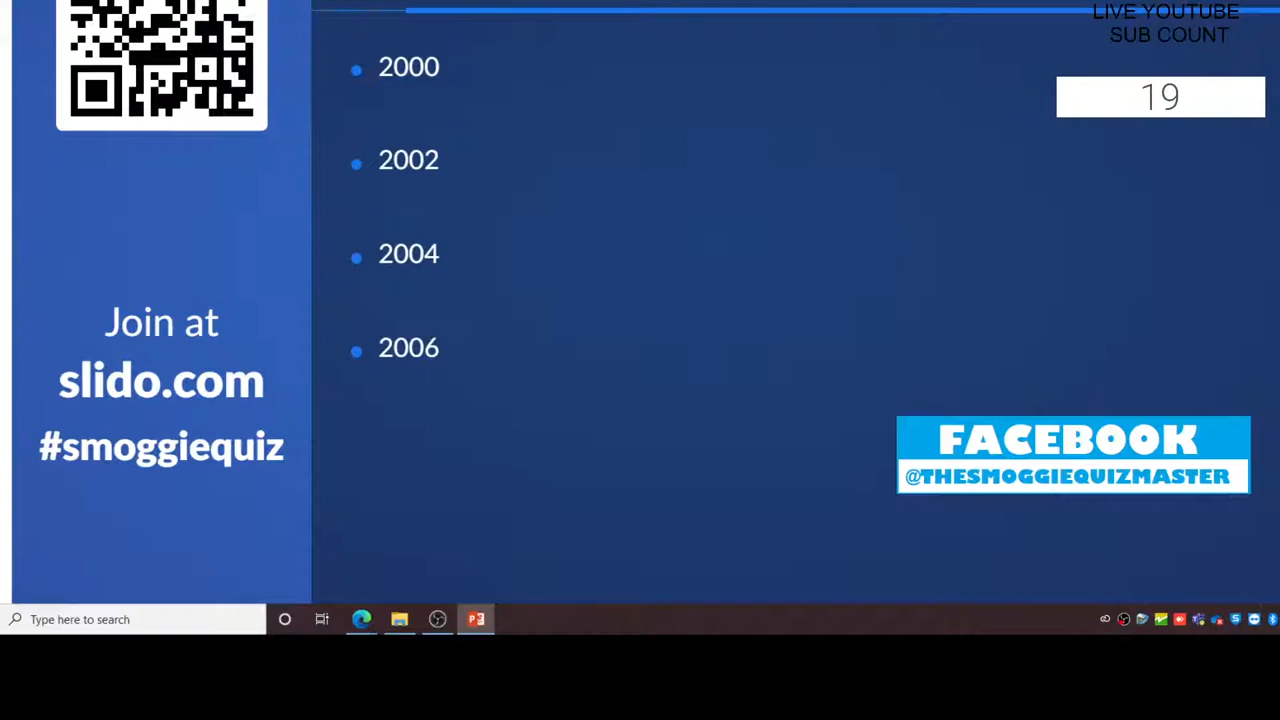 LIVE YOUTUBE
SUB COUNT
19
2000
2002
2004
2006
Join at
slido.com
#smoggiequiz
FACEBOOK
@THESMOGGIEQUIZMASTER
Type here to search